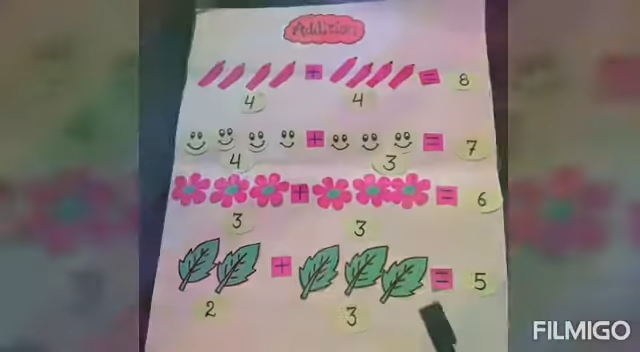 Addition
+ = 8
4 4
+ = 7
4 3
+ = 6
3 3
+ = 5
2 3
FILMIGO